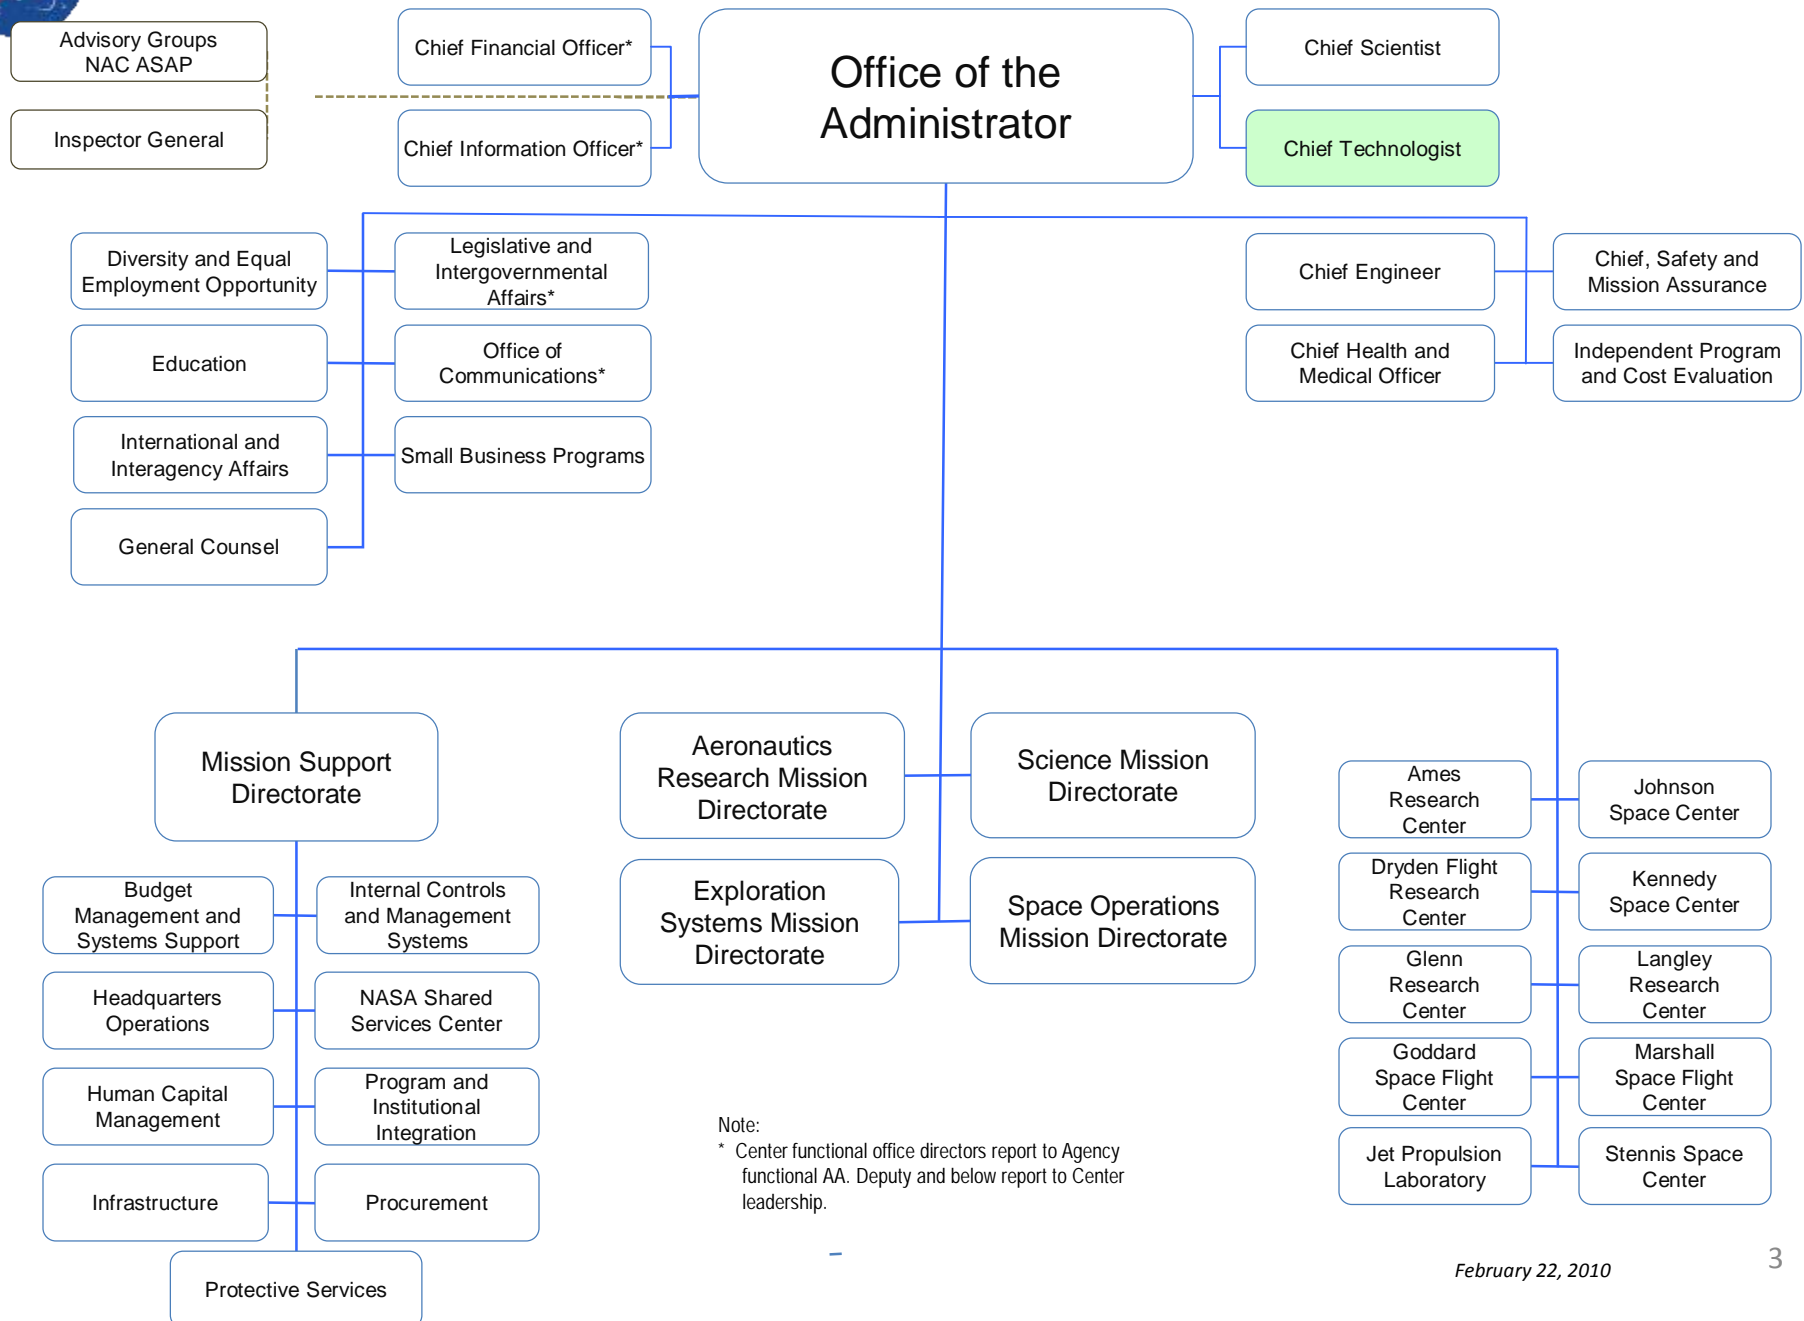 Advisory Groups
NAC ASAP
Inspector General
Chief Financial Officer*
Chief Information Officer*
Office of the
Administrator
Chief Scientist
Chief Technologist
Diversity and Equal
Employment Opportunity
Legislative and
Intergovernmental
Affairs*
Education
Office of
Communications*
International and
Interagency Affairs
Small Business Programs
General Counsel
Chief Engineer
Chief, Safety and
Mission Assurance
Chief Health and
Medical Officer
Independent Program
and Cost Evaluation
Mission Support
Directorate
Budget
Management and
Systems Support
Internal Controls
and Management
Systems
Headquarters
Operations
NASA Shared
Services Center
Human Capital
Management
Program and
Institutional
Integration
Infrastructure
Procurement
Protective Services
Aeronautics
Research Mission
Directorate
Science Mission
Directorate
Exploration
Systems Mission
Directorate
Space Operations
Mission Directorate
Ames
Research
Center
Johnson
Space Center
Dryden Flight
Research
Center
Kennedy
Space Center
Glenn
Research
Center
Langley
Research
Center
Goddard
Space Flight
Center
Marshall
Space Flight
Center
Jet Propulsion
Laboratory
Stennis Space
Center
Note:
* Center functional office directors report to Agency
functional AA. Deputy and below report to Center
leadership.
February 22, 2010
3